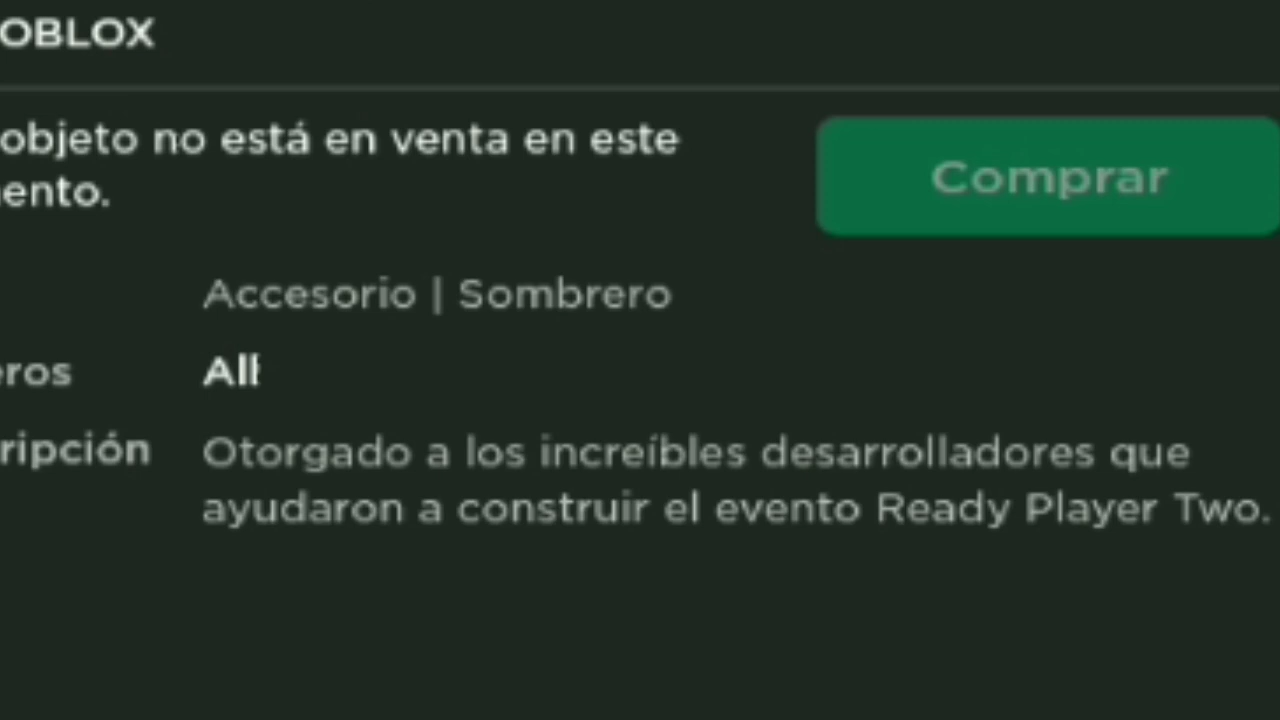 OBLOX
objeto no está en venta en este
ento.
Comprar
Accesorio | Sombrero
eros
All
ripción
Otorgado a los increíbles desarrolladores que
ayudaron a construir el evento Ready Player Two.